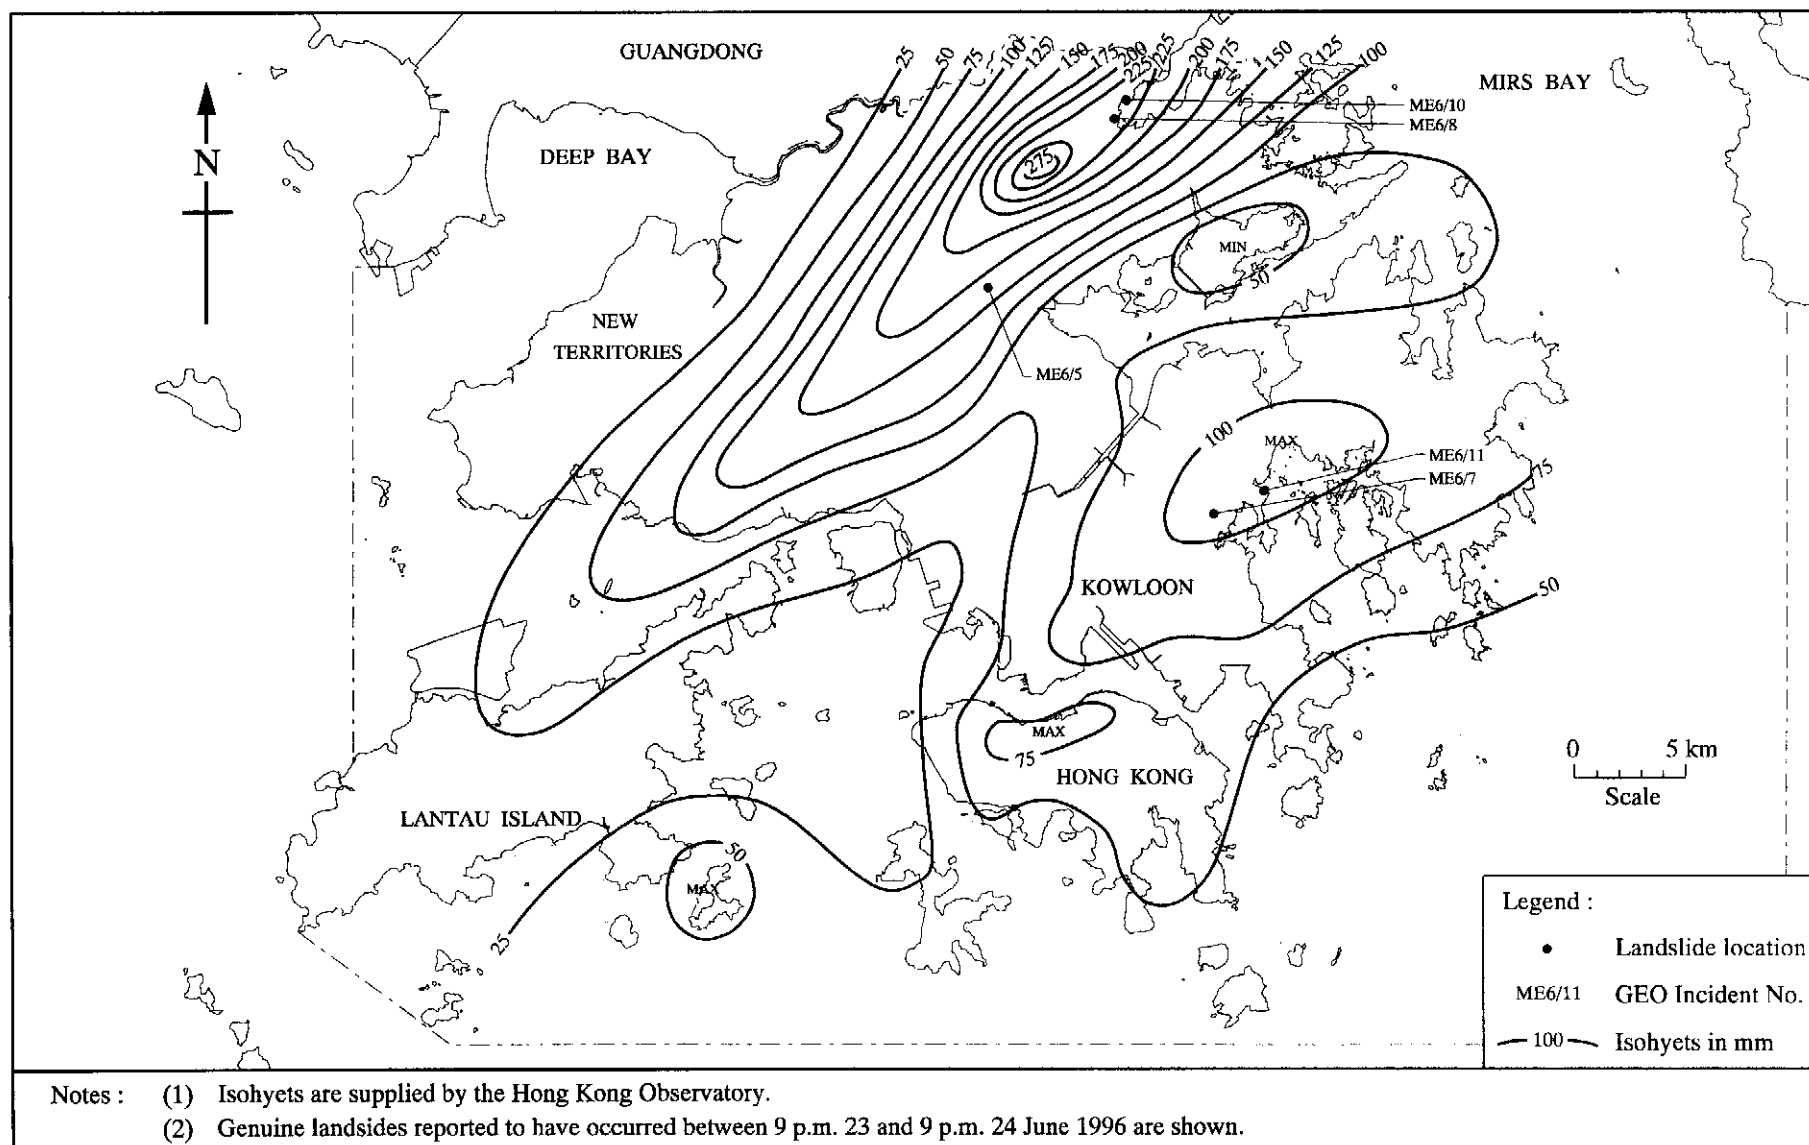 GUANGDONG
25
50
75
100
125
150
175
200
225
225
200
175
150
125
100
MIRS BAY
ME6/10
ME6/8
DEEP BAY
275
N
MIN
50
NEW
TERRITORIES
ME6/5
100
MAX
ME6/11
ME6/7
75
KOWLOON
50
MAX
75
HONG KONG
0 5 km
Scale
LANTAU ISLAND
50
MAX
25
Legend :
Landslide location
ME6/11 GEO Incident No.
100 Isohyets in mm
Notes : (1) Isohyets are supplied by the Hong Kong Observatory.
(2) Genuine landsides reported to have occurred between 9 p.m. 23 and 9 p.m. 24 June 1996 are shown.